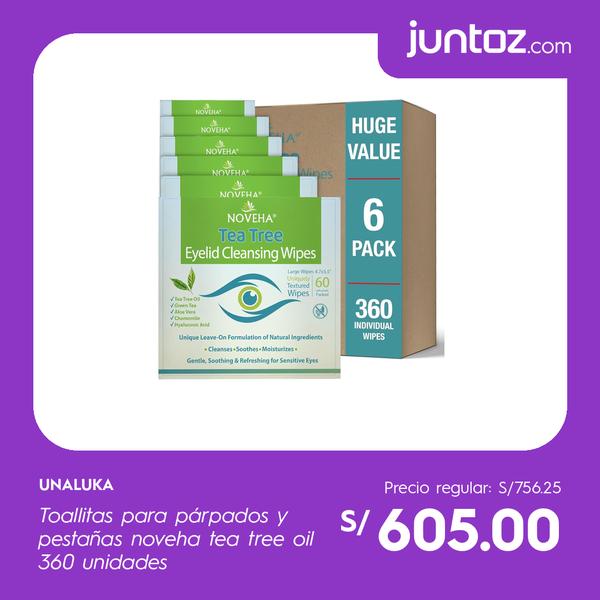 juntoz.com
NOVEHA®
NOVEHA®
NOVEHA®
NOVEHA®
NOVEHA®
NOVEHA®
Tea Tree
Eyelid Cleansing Wipes
Large Wipes 4.7x5.5"
Uniquely
Textured
Wipes
60
✓ Tea Tree Oil
✓ Green Tea
✓ Aloe Vera
✓ Chamomile
✓ Hyaluronic Acid
Unique Leave-On Formulation of Natural Ingredients
• Cleanses • Soothes • Moisturizes •
Gentle, Soothing & Refreshing for Sensitive Eyes
Wipes
HUGE
VALUE
6
PACK
360
INDIVIDUAL
WIPES
UNALUKA
Toallitas para párpados y
pestañas noveha tea tree oil
360 unidades
Precio regular: S/756.25
S/ 605.00